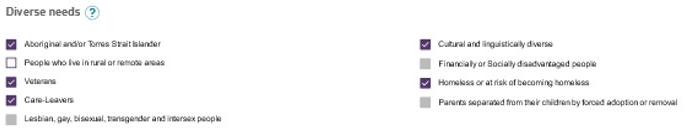 Diverse needs ?
Aboriginal and/or Torres Strait Islander
People who live in rural or remote areas
Veterans
Care-Leavers
Lesbian, gay, bisexual, transgender and intersex people
Cultural and linguistically diverse
Financially or Socially disadvantaged people
Homeless or at risk of becoming homeless
Parents separated from their children by forced adoption or removal